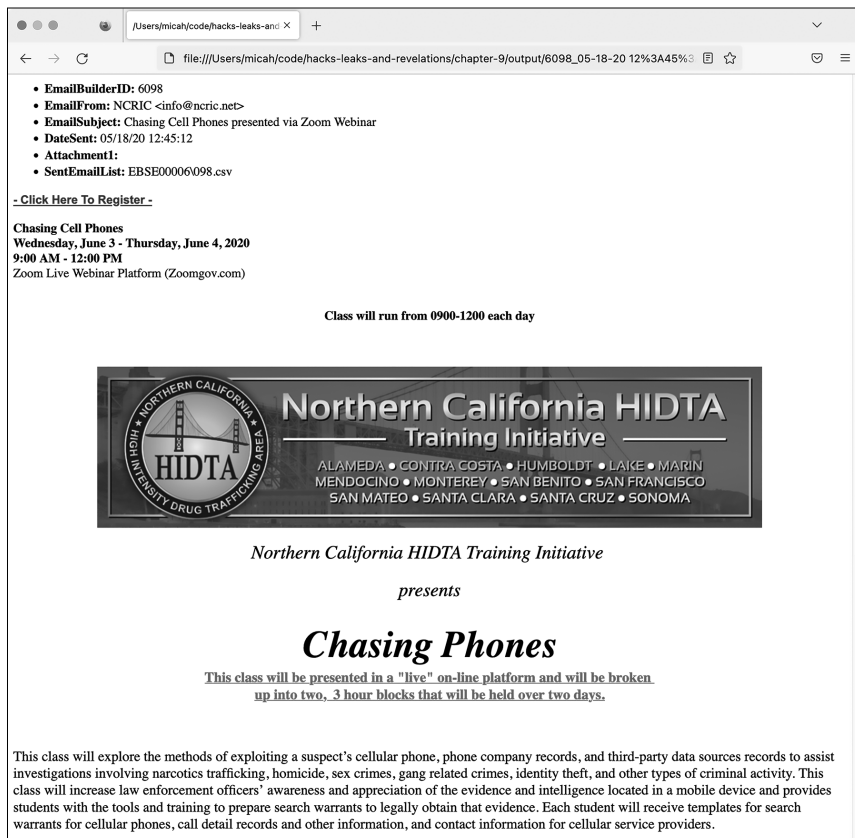 /Users/micah/code/hacks-leaks-and
file:///Users/micah/code/hacks-leaks-and-revelations/chapter-9/output/6098_05-18-20 12%3A45%3
• EmailBuilderID: 6098
• EmailFrom: NCRIC <info@ncric.net>
• EmailSubject: Chasing Cell Phones presented via Zoom Webinar
• DateSent: 05/18/20 12:45:12
• Attachment1:
• SentEmailList: EBSE00006\098.csv
- Click Here To Register -
Chasing Cell Phones
Wednesday, June 3 - Thursday, June 4, 2020
9:00 AM - 12:00 PM
Zoom Live Webinar Platform (Zoomgov.com)
Class will run from 0900-1200 each day
NORTHERN CALIFORNIA
HIGH INTENSITY DRUG TRAFFICKING AREA
HIDTA
Northern California HIDTA
Training Initiative
ALAMEDA • CONTRA COSTA • HUMBOLDT • LAKE • MARIN
MENDOCINO • MONTEREY • SAN BENITO • SAN FRANCISCO
SAN MATEO • SANTA CLARA • SANTA CRUZ • SONOMA
Northern California HIDTA Training Initiative
presents
Chasing Phones
This class will be presented in a "live" on-line platform and will be broken
up into two, 3 hour blocks that will be held over two days.
This class will explore the methods of exploiting a suspect’s cellular phone, phone company records, and third-party data sources records to assist
investigations involving narcotics trafficking, homicide, sex crimes, gang related crimes, identity theft, and other types of criminal activity. This
class will increase law enforcement officers’ awareness and appreciation of the evidence and intelligence located in a mobile device and provides
students with the tools and training to prepare search warrants to legally obtain that evidence. Each student will receive templates for search
warrants for cellular phones, call detail records and other information, and contact information for cellular service providers.